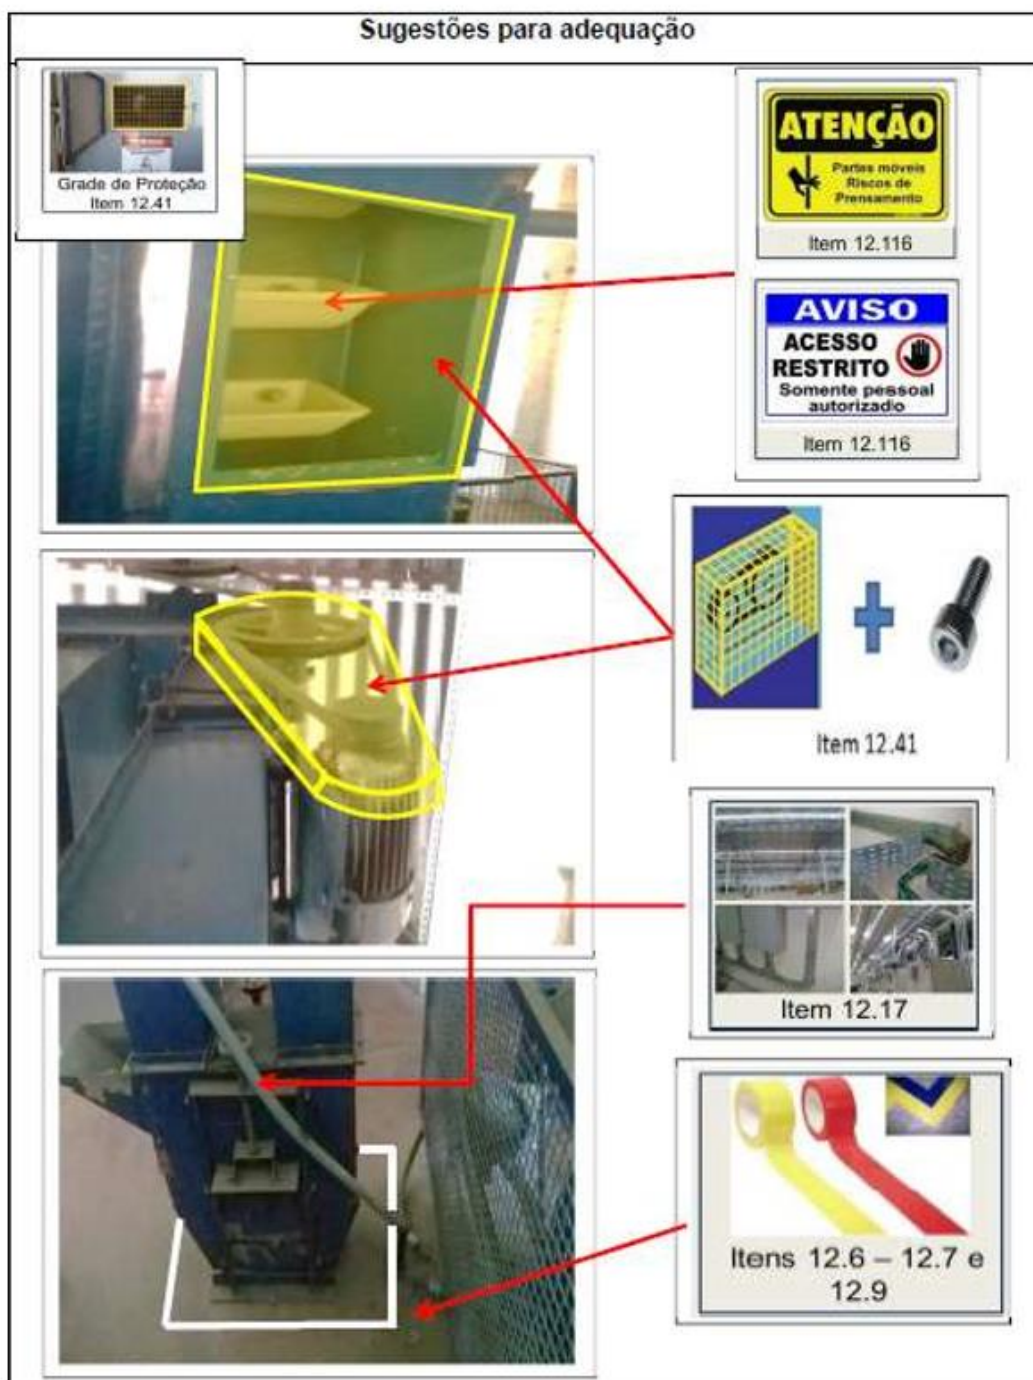 Sugestões para adequação
Grade de Proteção
Item 12.41
ATENÇÃO
Partes móveis
Riscos de
Prensamento
Item 12.116
AVISO
ACESSO
RESTRITO
Somente pessoal
autorizado
Item 12.116
Item 12.41
Item 12.17
Itens 12.6 – 12.7 e
12.9